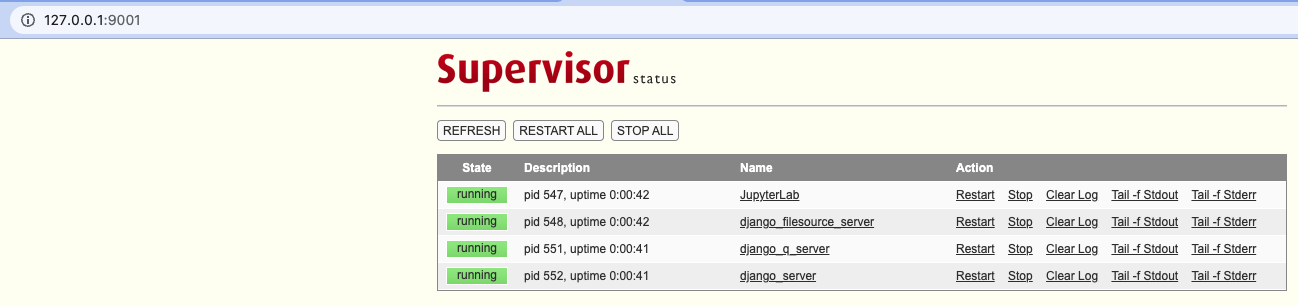 127.0.0.1:9001
Supervisor status
REFRESH RESTART ALL STOP ALL
State Description Name Action
running pid 547, uptime 0:00:42 JupyterLab Restart Stop Clear Log Tail -f Stdout Tail -f Stderr
running pid 548, uptime 0:00:42 django_filesource_server Restart Stop Clear Log Tail -f Stdout Tail -f Stderr
running pid 551, uptime 0:00:41 django_q_server Restart Stop Clear Log Tail -f Stdout Tail -f Stderr
running pid 552, uptime 0:00:41 django_server Restart Stop Clear Log Tail -f Stdout Tail -f Stderr